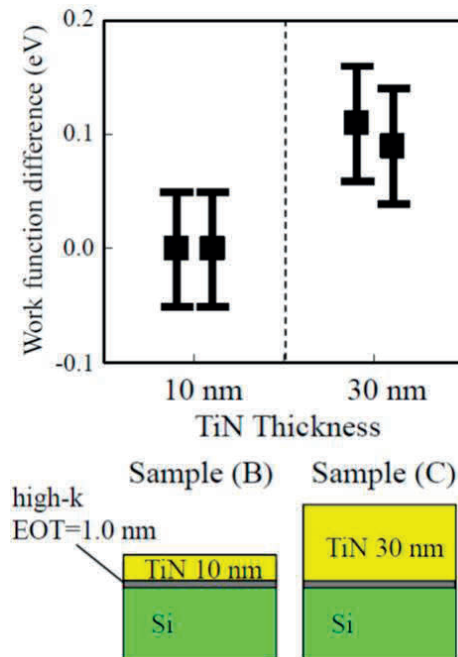 Work function difference (eV)
0.2
0.1
0.0
-0.1
10 nm
30 nm
TiN Thickness
Sample (B)
Sample (C)
high-k
EOT=1.0 nm
TiN 10 nm
TiN 30 nm
Si
Si